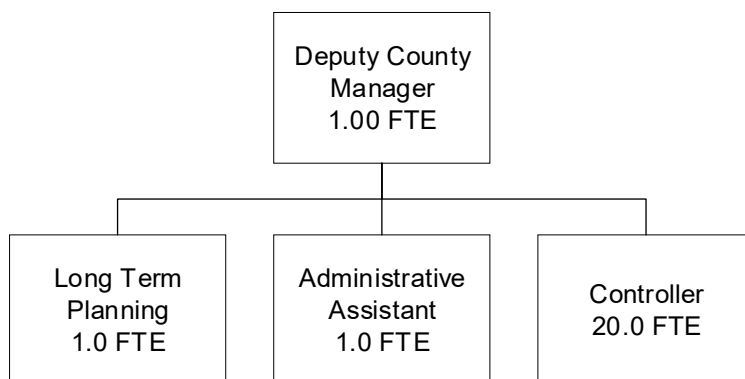 Deputy County
Manager
1.00 FTE
Long Term
Planning
1.0 FTE
Administrative
Assistant
1.0 FTE
Controller
20.0 FTE